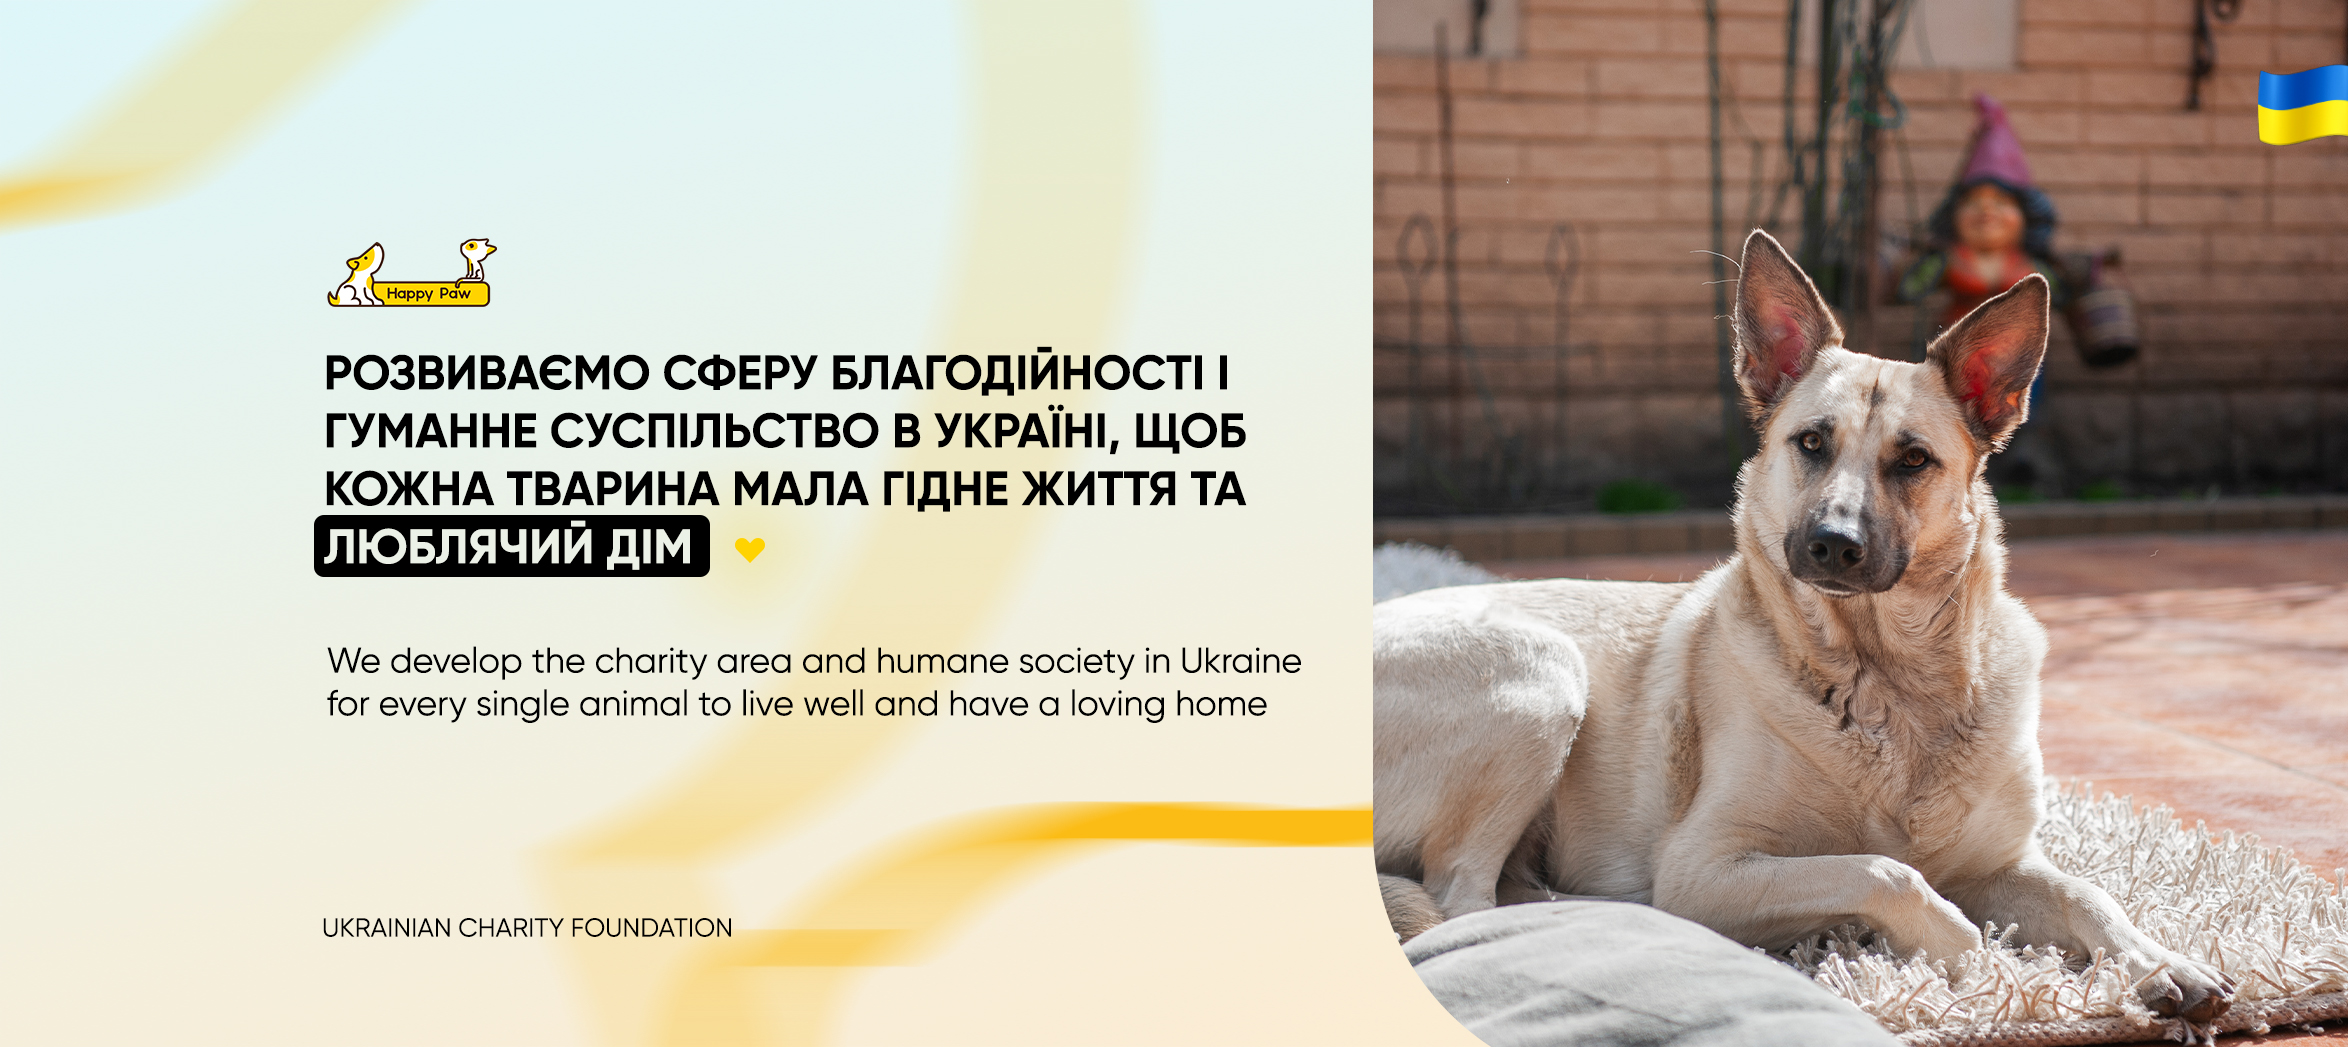 Happy Paw
РОЗВИВАЄМО СФЕРУ БЛАГОДІЙНОСТІ І
ГУМАННЕ СУСПІЛЬСТВО В УКРАЇНІ, ЩОБ
КОЖНА ТВАРИНА МАЛА ГІДНЕ ЖИТТЯ ТА
ЛЮБЛЯЧИЙ ДІМ
We develop the charity area and humane society in Ukraine
for every single animal to live well and have a loving home
UKRAINIAN CHARITY FOUNDATION